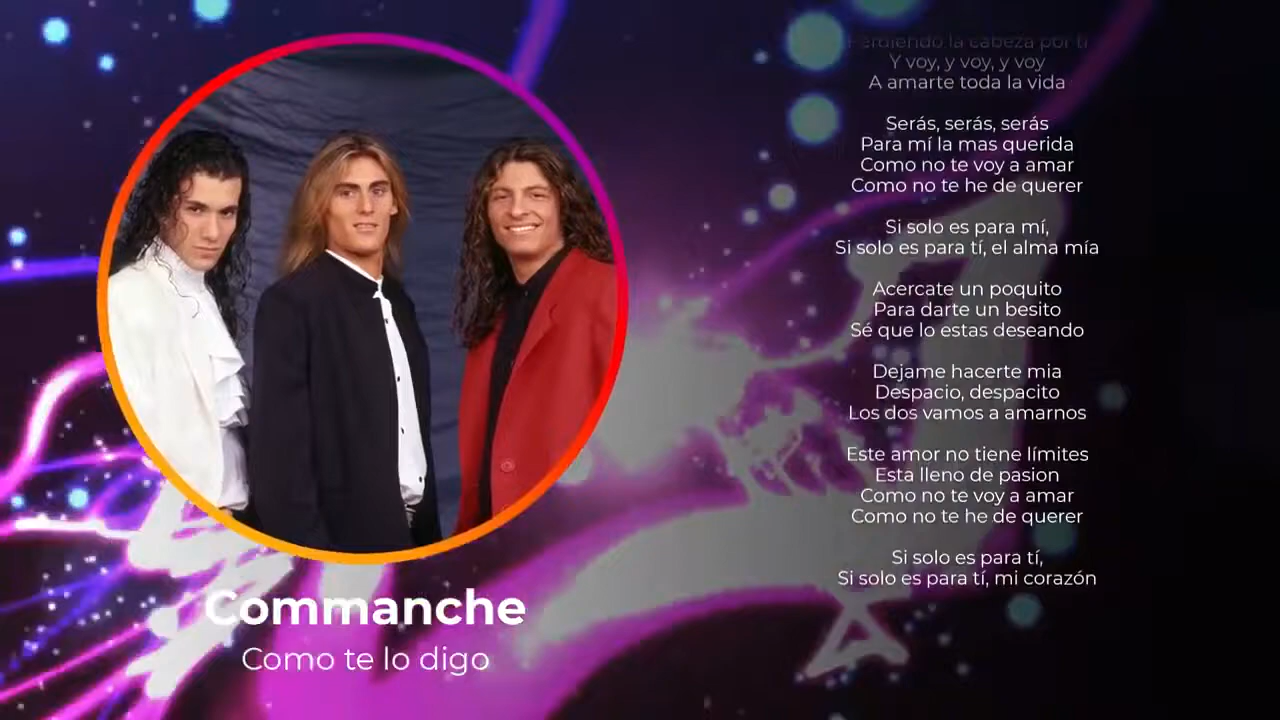 Perdiendo la cabeza por ti
Y voy, y voy, y voy
A amarte toda la vida
Serás, serás, serás
Para mí la mas querida
Como no te voy a amar
Como no te he de querer
Si solo es para mí,
Si solo es para tí, el alma mía
Acercate un poquito
Para darte un besito
Sé que lo estas deseando
Dejame hacerte mia
Despacio, despacito
Los dos vamos a amarnos
Este amor no tiene límites
Esta lleno de pasion
Como no te voy a amar
Como no te he de querer
Si solo es para tí,
Si solo es para tí, mi corazón
Commanche
Como te lo digo